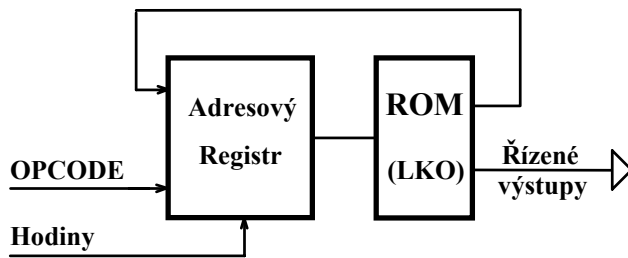 Adresový
Registr
ROM
(LKO)
OPCODE
Hodiny
Řízené
výstupy